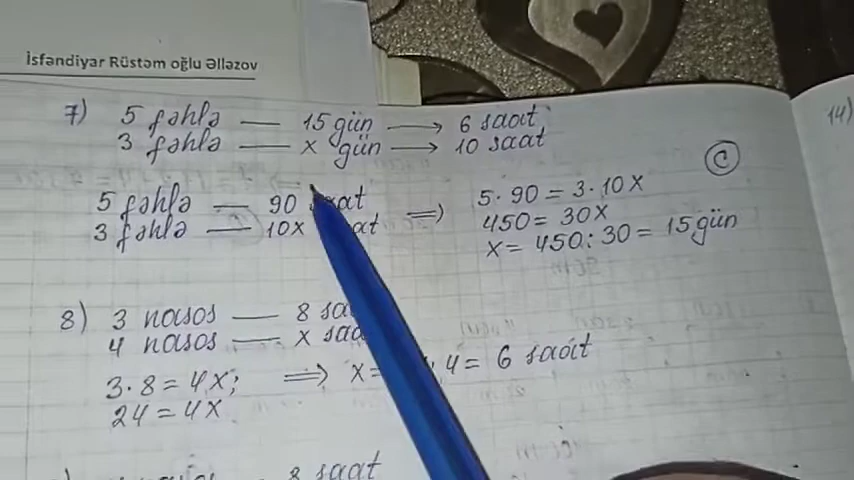 İsfəndiyar Rüstəm oğlu Əlləzov
7) 5 fəhlə — 15 gün → 6 saat
3 fəhlə — x gün → 10 saat
C
5 fəhlə — 90
3 fəhlə — 10x
⇒ 5·90 = 3·10x
450 = 30x
x = 450:30 = 15 gün
8) 3 nasos — 8
4 nasos — x
3·8 = 4x; ⇒ x= 4 = 6 saat
24 = 4x
8 saat
14)